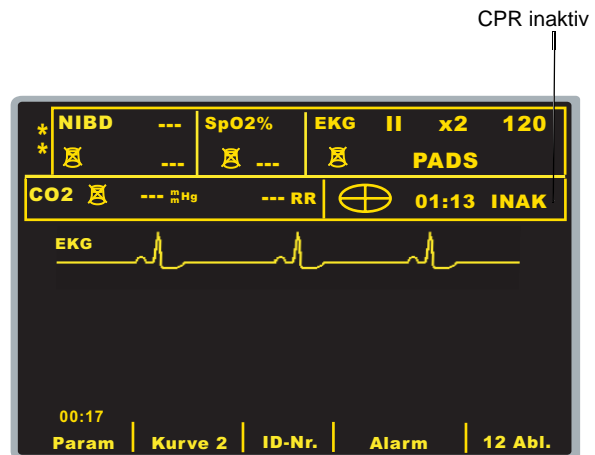 CPR inaktiv
* NIBD --- SpO2% EKG II x2 120
* --- --- PADS
CO2 --- mmHg --- RR 01:13 INAK
EKG
00:17
Param Kurve 2 ID-Nr. Alarm 12 Abl.